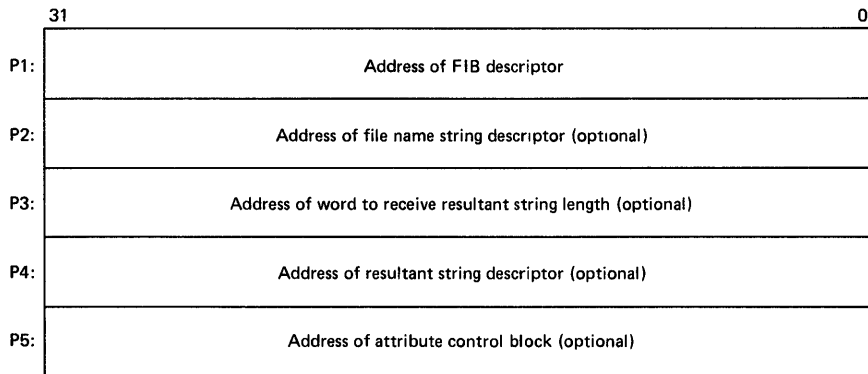 31 0
P1: Address of FIB descriptor
P2: Address of file name string descriptor (optional)
P3: Address of word to receive resultant string length (optional)
P4: Address of resultant string descriptor (optional)
P5: Address of attribute control block (optional)